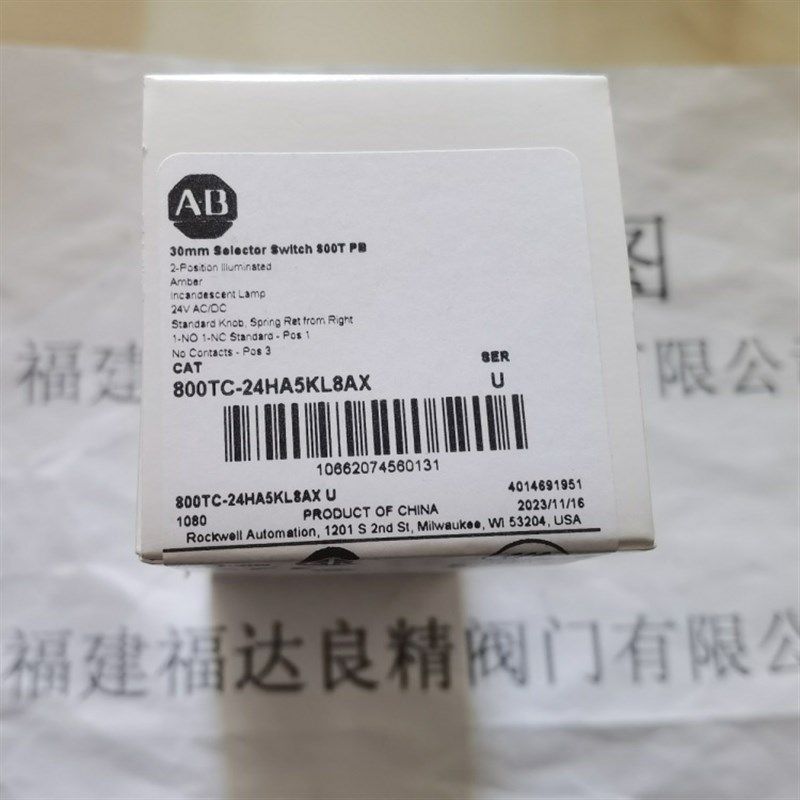 图
福建 有限公
A-B
30mm Selector Switch 800T PB
2-Position Illuminated
Amber
Incandescent Lamp
24V AC/DC
Standard Knob, Spring Ret from Right
1-NO 1-NC Standard - Pos 1
No Contacts - Pos 3
CAT SER
800TC-24HA5KL8AX U
10662074560131
800TC-24HA5KL8AX U 4014691951
1080 PRODUCT OF CHINA 2023/11/16
Rockwell Automation, 1201 S 2nd St, Milwaukee, WI 53204, USA
福建福达良精阀门有限公